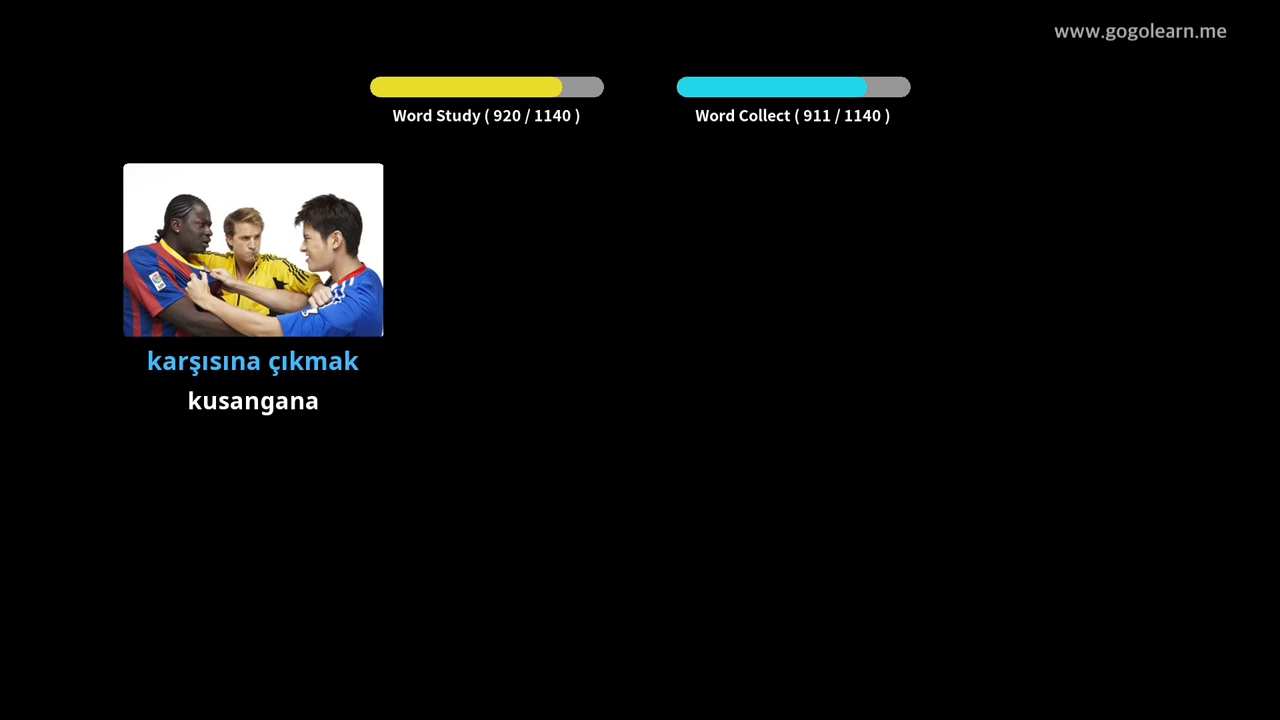 www.gogolearn.me
Word Study ( 920 / 1140 )
Word Collect ( 911 / 1140 )
karşısına çıkmak
kusangana